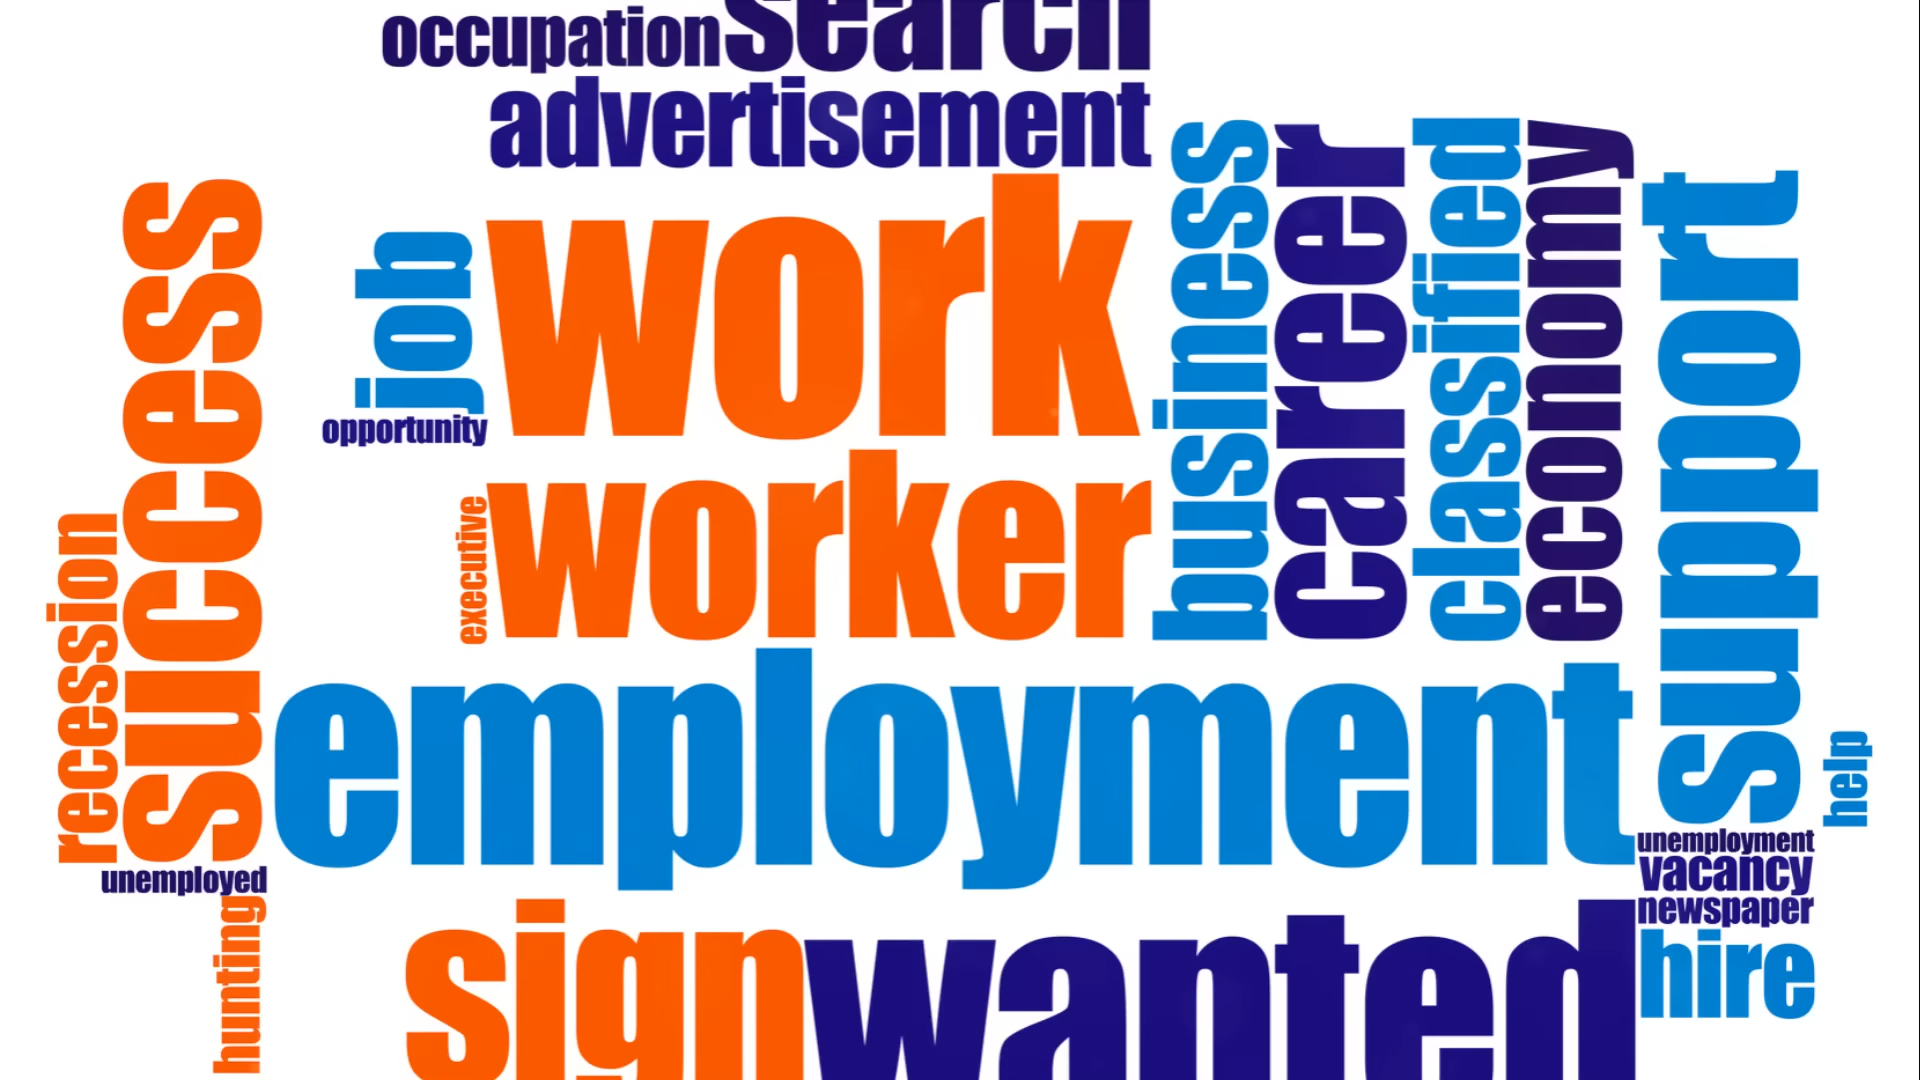 occupation
search
advertisement
success
job
work
business
career
classified
economy
support
opportunity
worker
executive
recession
employment
help
unemployment
vacancy
newspaper
hire
unemployed
hunting
sign
wanted